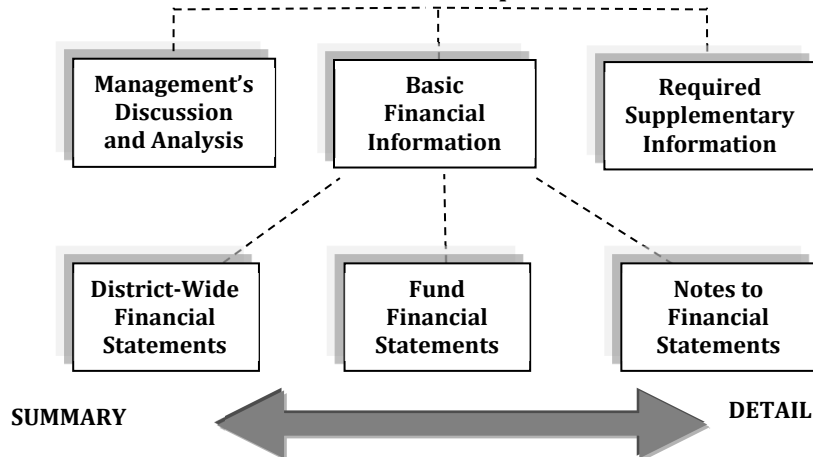 Management’s
Discussion
and Analysis
Basic
Financial
Information
Required
Supplementary
Information
District-Wide
Financial
Statements
Fund
Financial
Statements
Notes to
Financial
Statements
SUMMARY
DETAIL